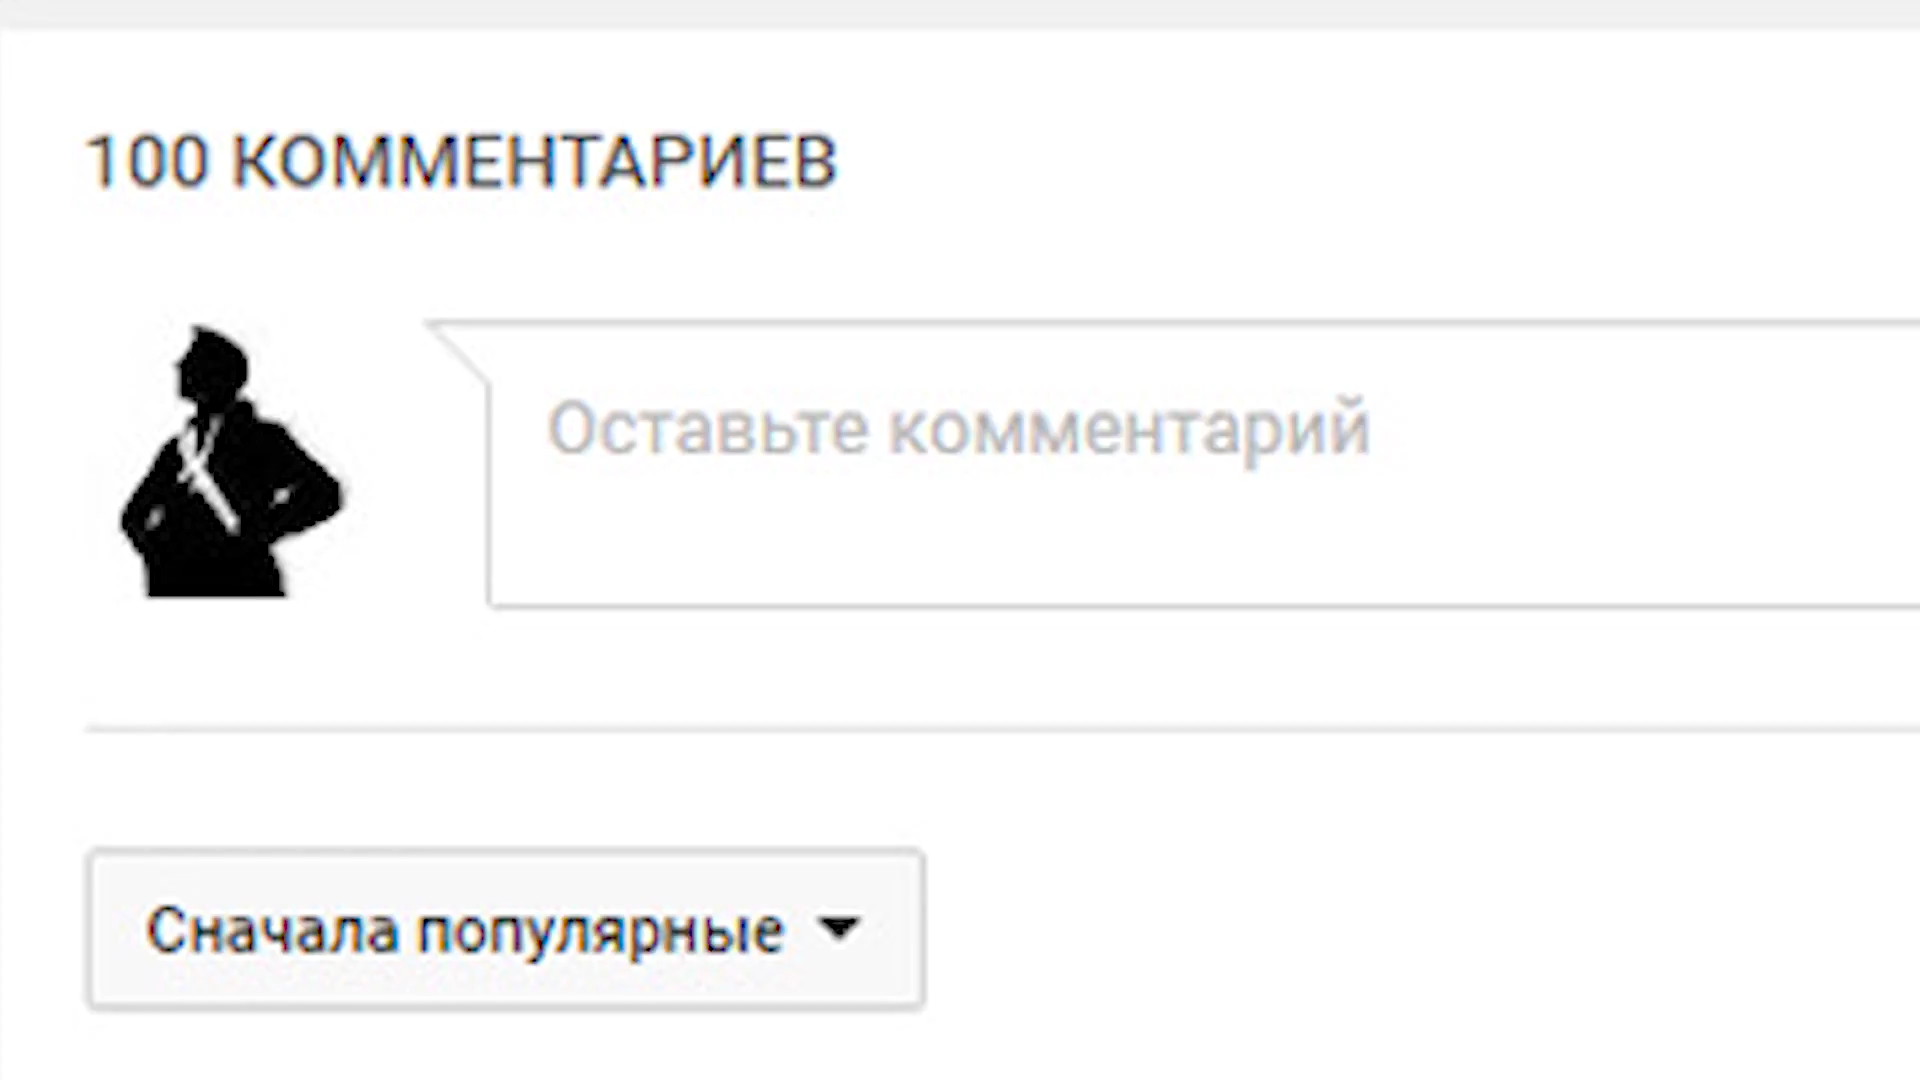 100 КОММЕНТАРИЕВ
Оставьте комментарий
Сначала популярные